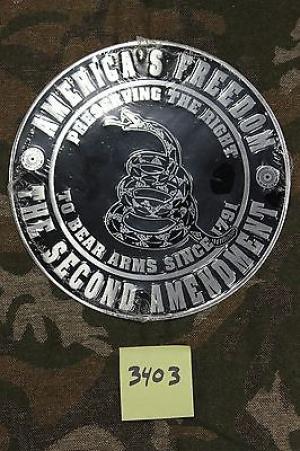 AMERICA'S FREEDOM
PRESERVING THE RIGHT
TO BEAR ARMS SINCE 1791
THE SECOND AMENDMENT
3403